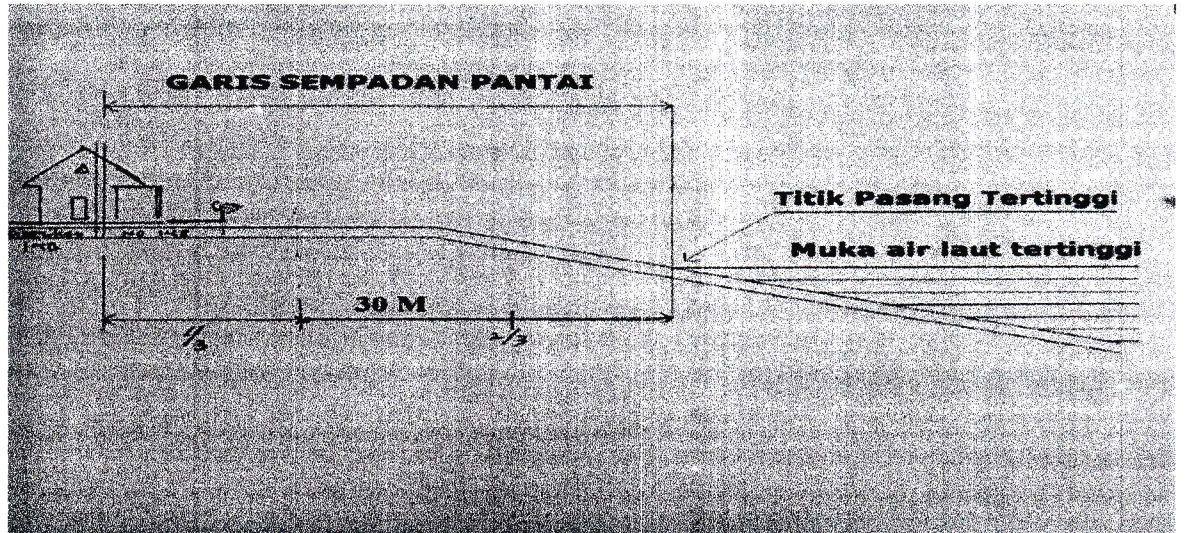 GARIS SEMPADAN PANTAI
Titik Pasang Tertinggi
Muka air laut tertinggi
30 M
1/3
2/3